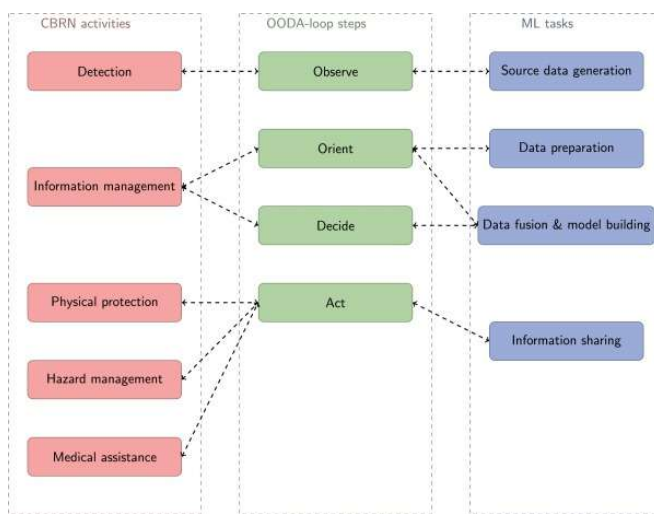 CBRN activities
OODA-loop steps
ML tasks
Detection
Observe
Source data generation
Orient
Data preparation
Information management
Decide
Data fusion & model building
Physical protection
Act
Information sharing
Hazard management
Medical assistance